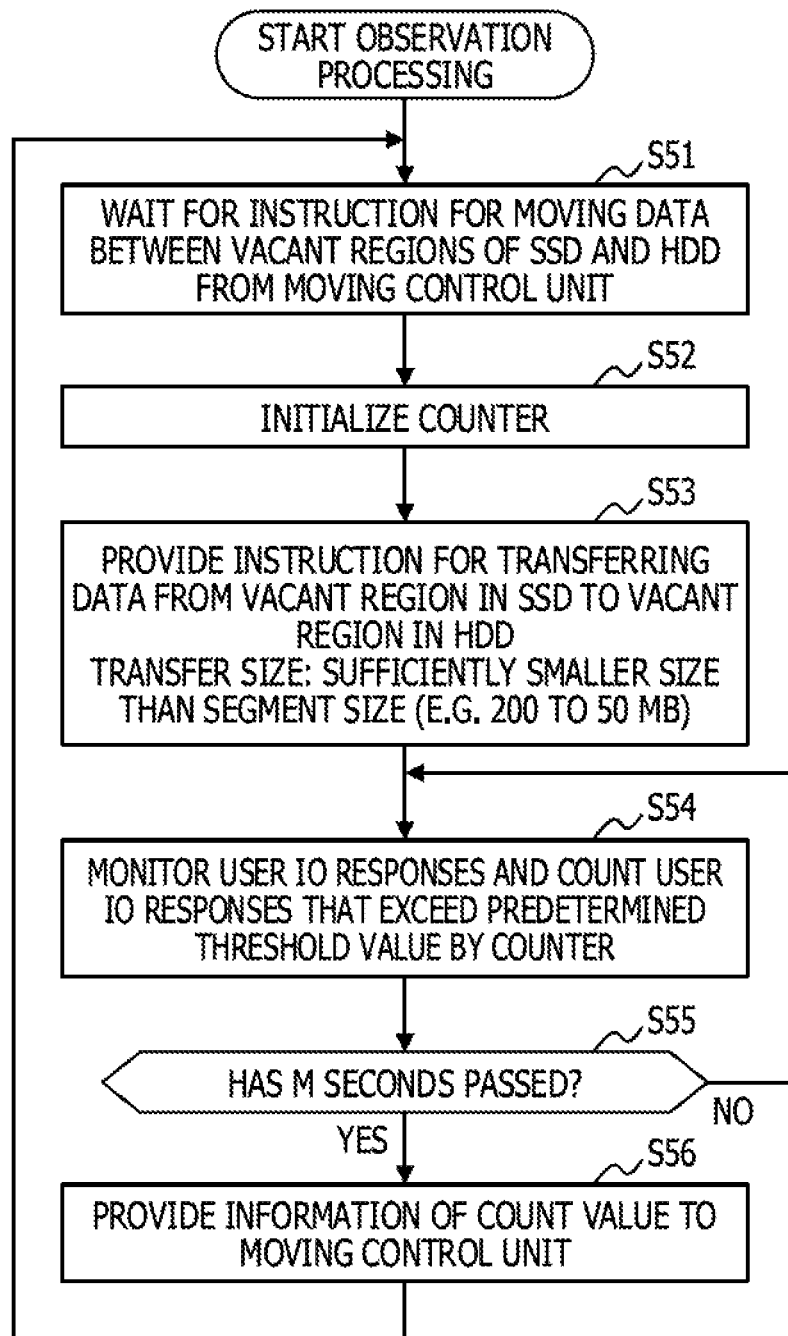 START OBSERVATION
PROCESSING
S51
WAIT FOR INSTRUCTION FOR MOVING DATA
BETWEEN VACANT REGIONS OF SSD AND HDD
FROM MOVING CONTROL UNIT
S52
INITIALIZE COUNTER
S53
PROVIDE INSTRUCTION FOR TRANSFERRING
DATA FROM VACANT REGION IN SSD TO VACANT
REGION IN HDD
TRANSFER SIZE: SUFFICIENTLY SMALLER SIZE
THAN SEGMENT SIZE (E.G. 200 TO 50 MB)
S54
MONITOR USER IO RESPONSES AND COUNT USER
IO RESPONSES THAT EXCEED PREDETERMINED
THRESHOLD VALUE BY COUNTER
S55
HAS M SECONDS PASSED?
NO
YES
S56
PROVIDE INFORMATION OF COUNT VALUE TO
MOVING CONTROL UNIT